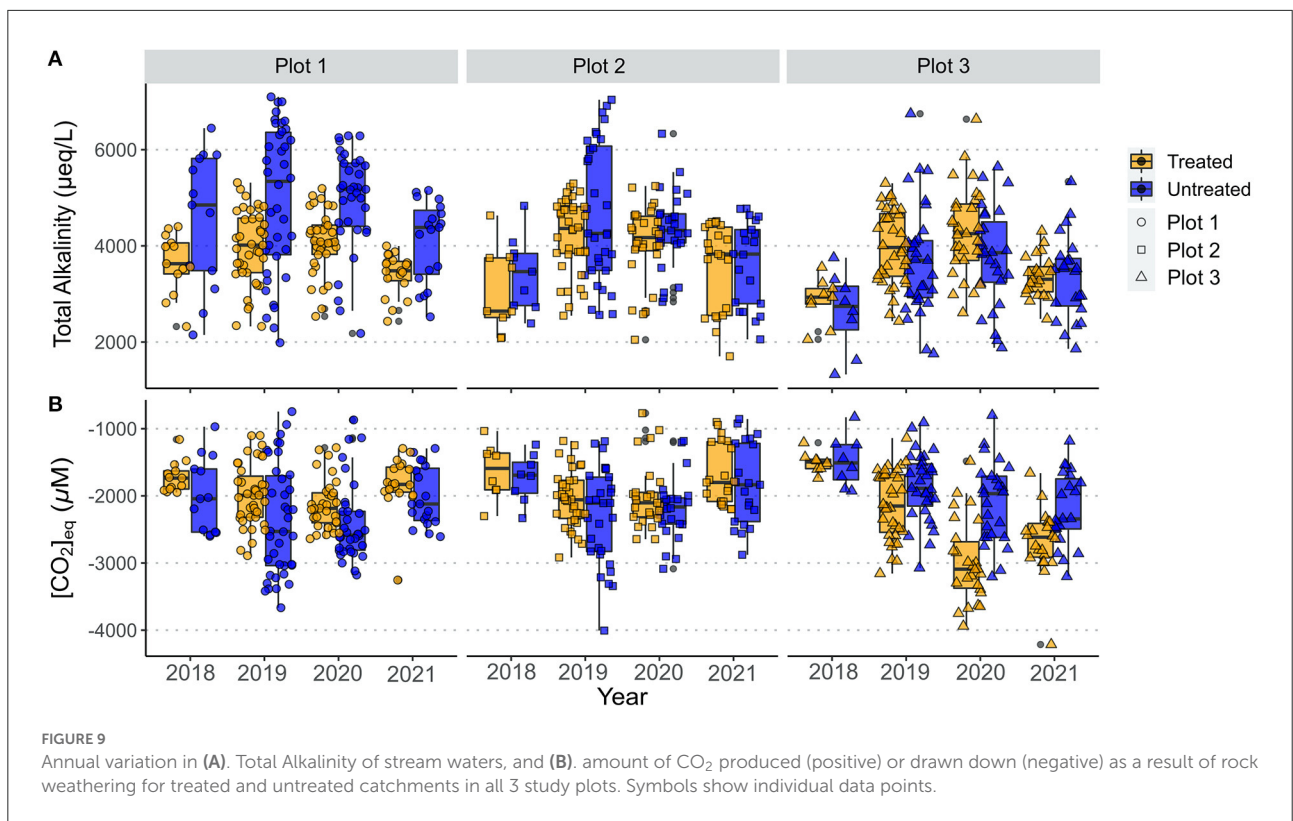 A
Plot 1
Plot 2
Plot 3
Total Alkalinity (µeq/L)
6000
4000
2000
Treated
Untreated
Plot 1
Plot 2
Plot 3
B
[CO₂]eq (µM)
-1000
-2000
-3000
-4000
2018 2019 2020 2021
2018 2019 2020 2021
2018 2019 2020 2021
Year
FIGURE 9
Annual variation in (A). Total Alkalinity of stream waters, and (B). amount of CO₂ produced (positive) or drawn down (negative) as a result of rock
weathering for treated and untreated catchments in all 3 study plots. Symbols show individual data points.